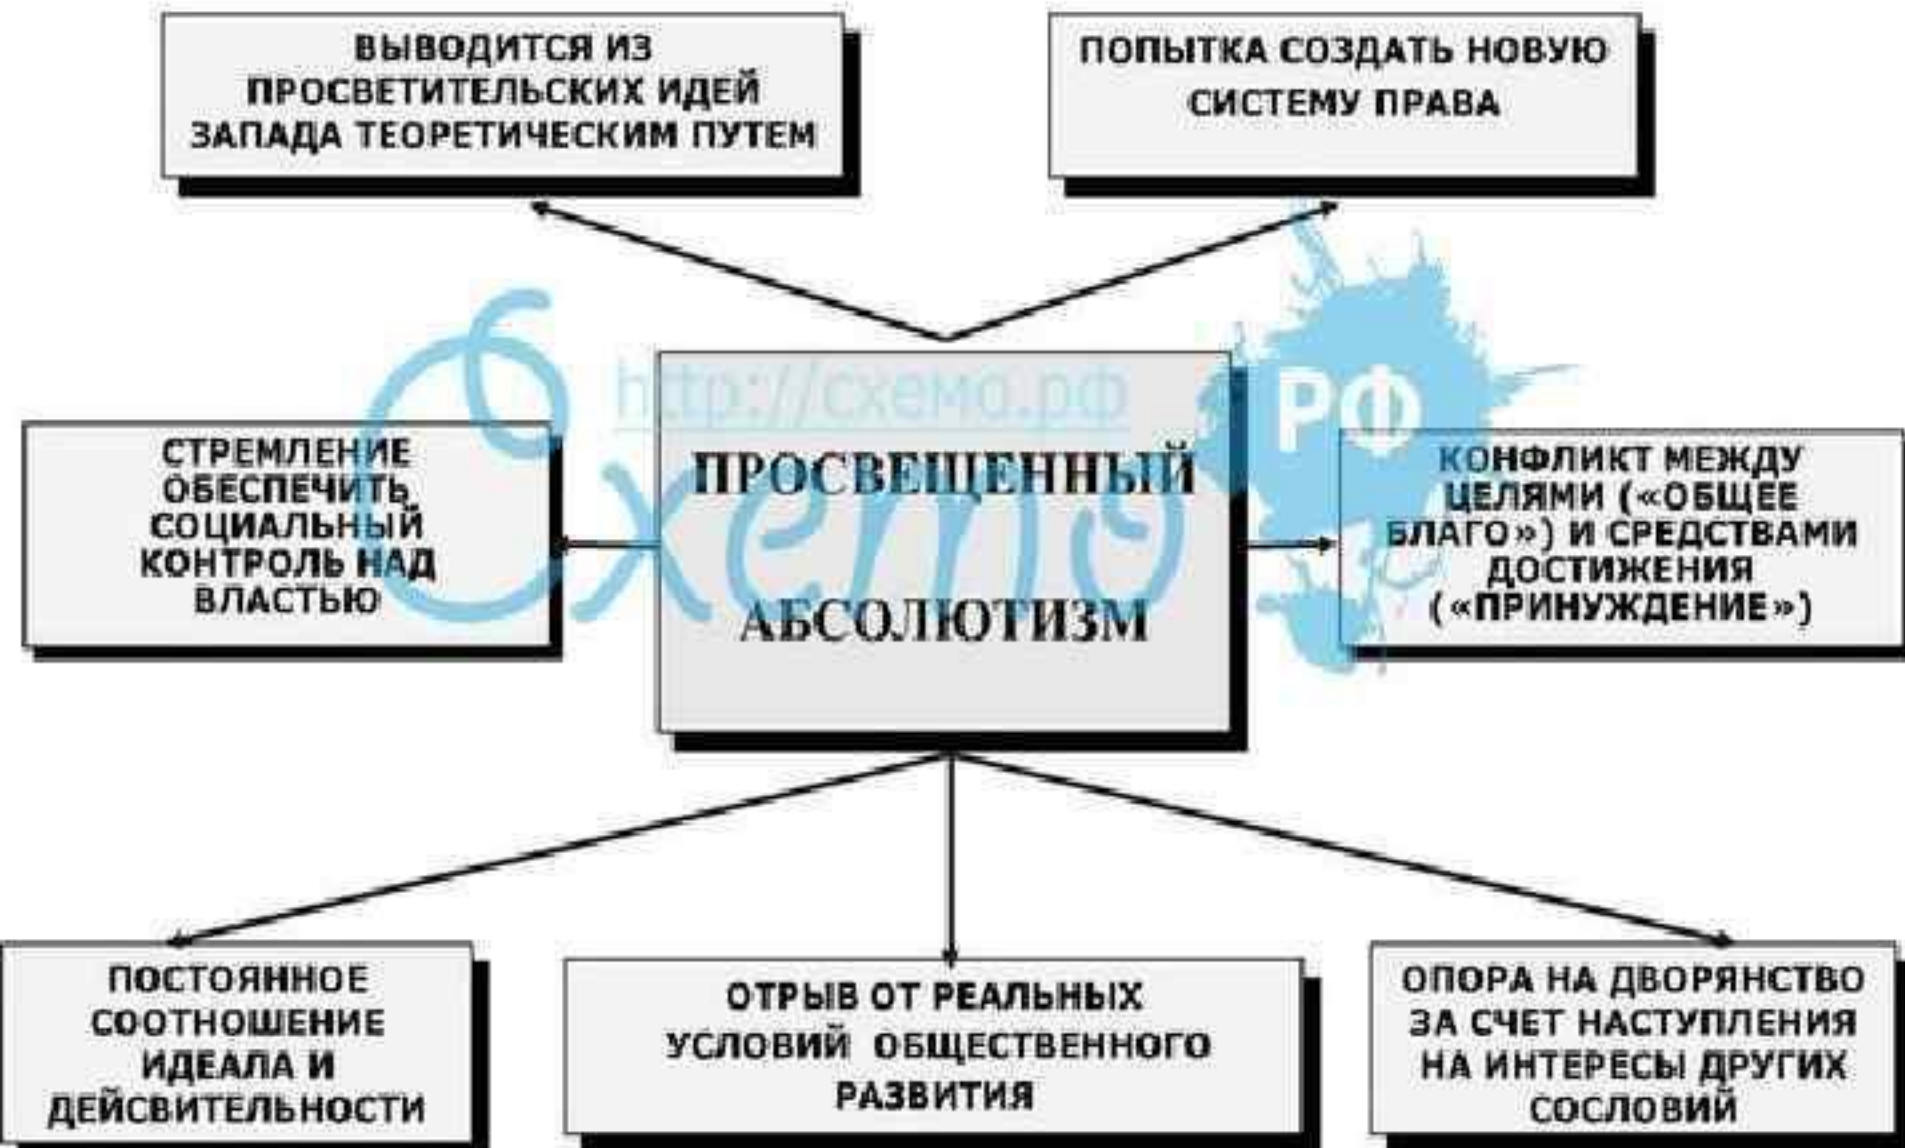 ВЫВОДИТСЯ ИЗ
ПРОСВЕТИТЕЛЬСКИХ ИДЕЙ
ЗАПАДА ТЕОРЕТИЧЕСКИМ ПУТЕМ
ПОПЫТКА СОЗДАТЬ НОВУЮ
СИСТЕМУ ПРАВА
http://схемо.рф
Схемо
РФ
СТРЕМЛЕНИЕ
ОБЕСПЕЧИТЬ
СОЦИАЛЬНЫЙ
КОНТРОЛЬ НАД
ВЛАСТЬЮ
ПРОСВЕЩЕННЫЙ
АБСОЛЮТИЗМ
КОНФЛИКТ МЕЖДУ
ЦЕЛЯМИ («ОБЩЕЕ
БЛАГО») И СРЕДСТВАМИ
ДОСТИЖЕНИЯ
(«ПРИНУЖДЕНИЕ»)
ПОСТОЯННОЕ
СООТНОШЕНИЕ
ИДЕАЛА И
ДЕЙСВИТЕЛЬНОСТИ
ОТРЫВ ОТ РЕАЛЬНЫХ
УСЛОВИЙ ОБЩЕСТВЕННОГО
РАЗВИТИЯ
ОПОРА НА ДВОРЯНСТВО
ЗА СЧЕТ НАСТУПЛЕНИЯ
НА ИНТЕРЕСЫ ДРУГИХ
СОСЛОВИЙ